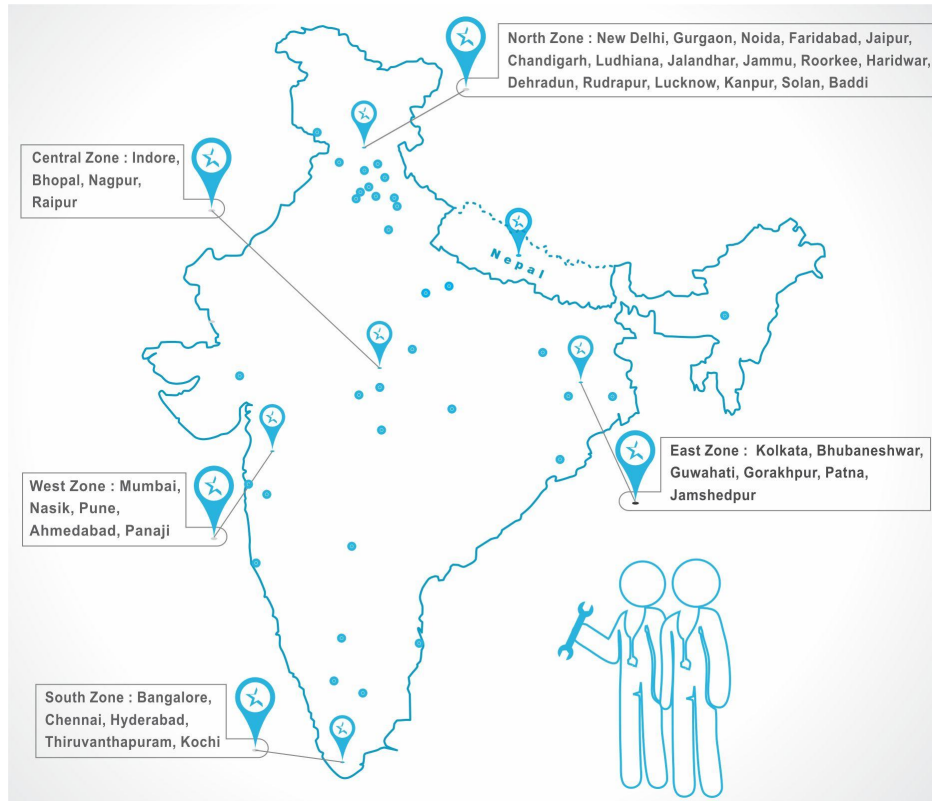 North Zone : New Delhi, Gurgaon, Noida, Faridabad, Jaipur,
Chandigarh, Ludhiana, Jalandhar, Jammu, Roorkee, Haridwar,
Dehradun, Rudrapur, Lucknow, Kanpur, Solan, Baddi
Central Zone : Indore,
Bhopal, Nagpur,
Raipur
Nepal
East Zone : Kolkata, Bhubaneshwar,
Guwahati, Gorakhpur, Patna,
Jamshedpur
West Zone : Mumbai,
Nasik, Pune,
Ahmedabad, Panaji
South Zone : Bangalore,
Chennai, Hyderabad,
Thiruvanthapuram, Kochi